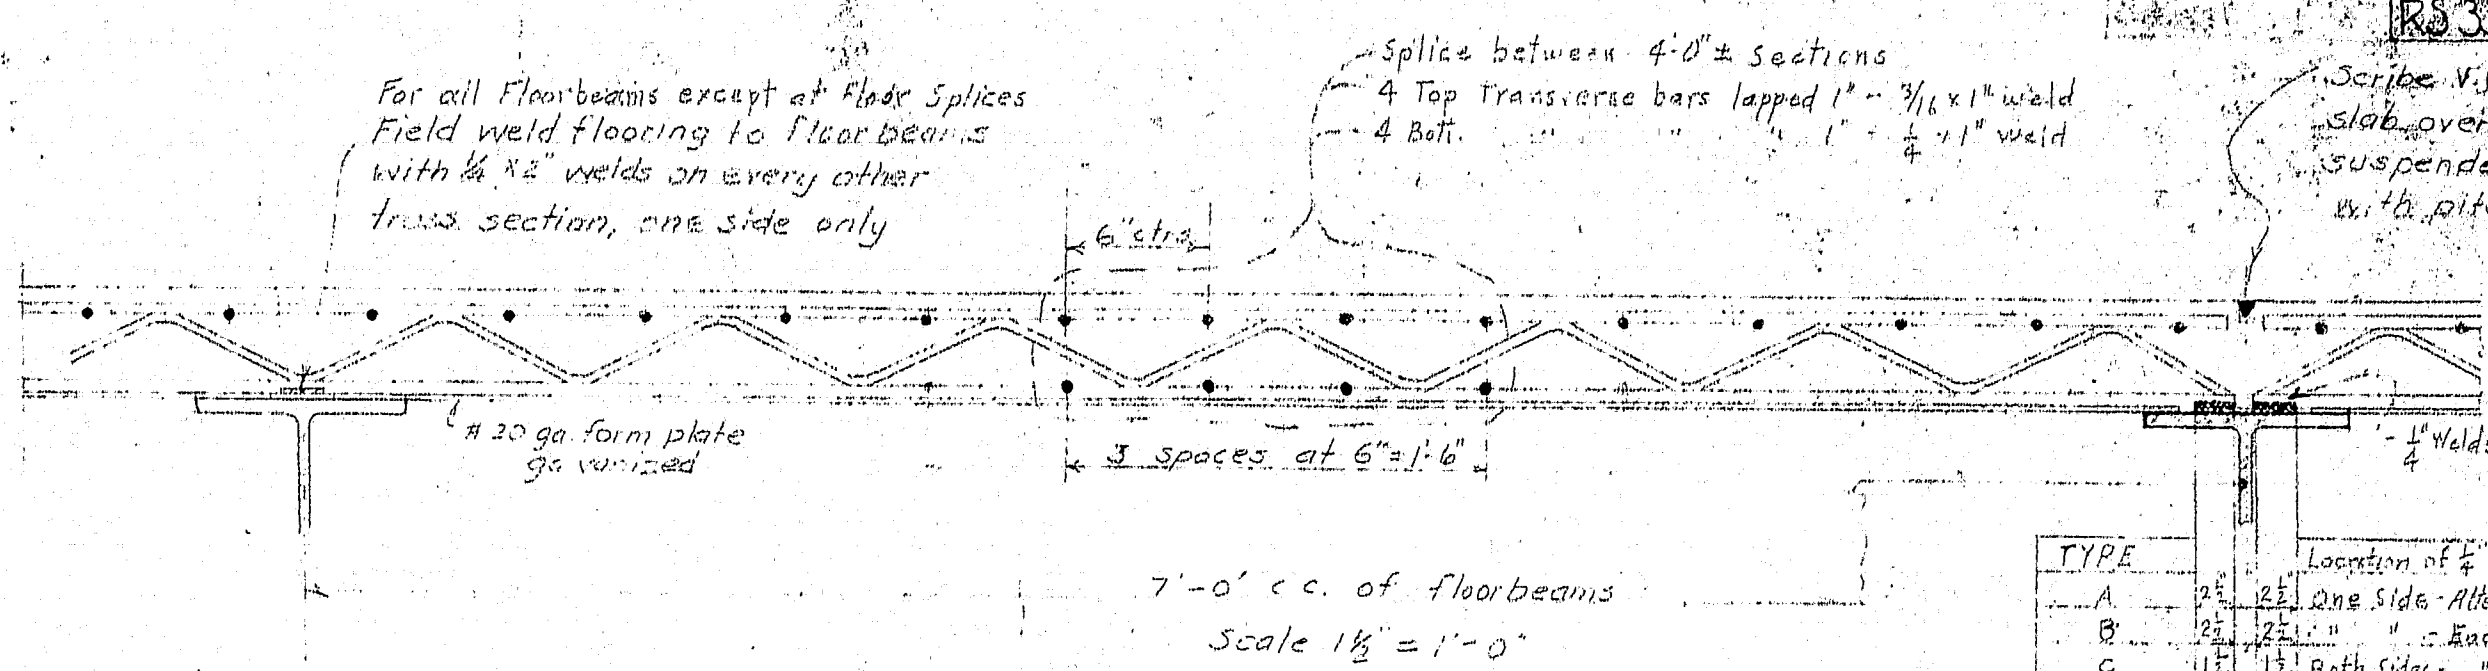 RS 3
For all Floorbeams except at Floor Splices
Field weld flooring to floorbeams
with ¼ x 2" welds on every other
truss section, one side only
Splice between 4'-0" ± sections
4 Top Transverse bars lapped 1" - 3/16 x 1" weld
4 Bott. " " " 1" - ¼ x 1" weld
Scribe V
slab over
suspende
with pit
6" ctrs
# 20 ga. form plate
galvanized
3 spaces at 6" = 1'-6"
¼" Welds
7'-0" c c. of floorbeams
Scale 1½" = 1'-0"
TYPE Location of ¼"
A 2½" 2½" One Side - Alte
B 2½ 2½ " " - Eac
C 1½ 1½ Both Sides -